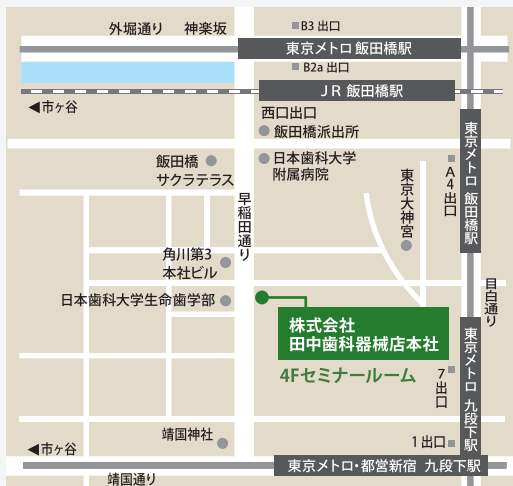 外堀通り　神楽坂
B3 出口
東京メトロ 飯田橋駅
B2a 出口
ＪＲ 飯田橋駅
◀市ヶ谷
西口出口
飯田橋派出所
飯田橋
サクラテラス
日本歯科大学
附属病院
東京メトロ 飯田橋駅
A4出口
東京大神宮
早稲田通り
角川第3
本社ビル
目白通り
日本歯科大学生命歯学部
株式会社
田中歯科器械店本社
4Fセミナールーム
東京メトロ 九段下駅
7出口
靖国神社
1出口
◀市ヶ谷
東京メトロ・都営新宿 九段下駅
靖国通り